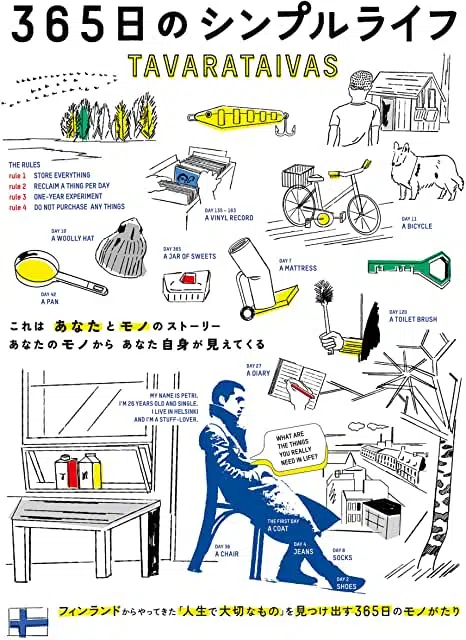 365日のシンプルライフ
TAVARATAIVAS
THE RULES
rule 1 STORE EVERYTHING
rule 2 RECLAIM A THING PER DAY
rule 3 ONE-YEAR EXPERIMENT
rule 4 DO NOT PURCHASE ANY THINGS
DAY 135 - 163
A VINYL RECORD
DAY 11
A BICYCLE
DAY 10
A WOOLLY HAT
DAY 365
A JAR OF SWEETS
DAY 7
A MATTRESS
DAY 42
A PAN
DAY 120
A TOILET BRUSH
これは あなたとモノのストーリー
あなたのモノから あなた自身が見えてくる
DAY 27
A DIARY
MY NAME IS PETRI,
I'M 26 YEARS OLD AND SINGLE.
I LIVE IN HELSINKI
AND I'M A STUFF-LOVER.
WHAT ARE
THE THINGS
YOU REALLY
NEED IN LIFE?
THE FIRST DAY
A COAT
DAY 38
A CHAIR
DAY 4
JEANS
DAY 8
SOCKS
DAY 2
SHOES
フィンランドからやってきた「人生で大切なもの」を見つけ出す365日のモノがたり